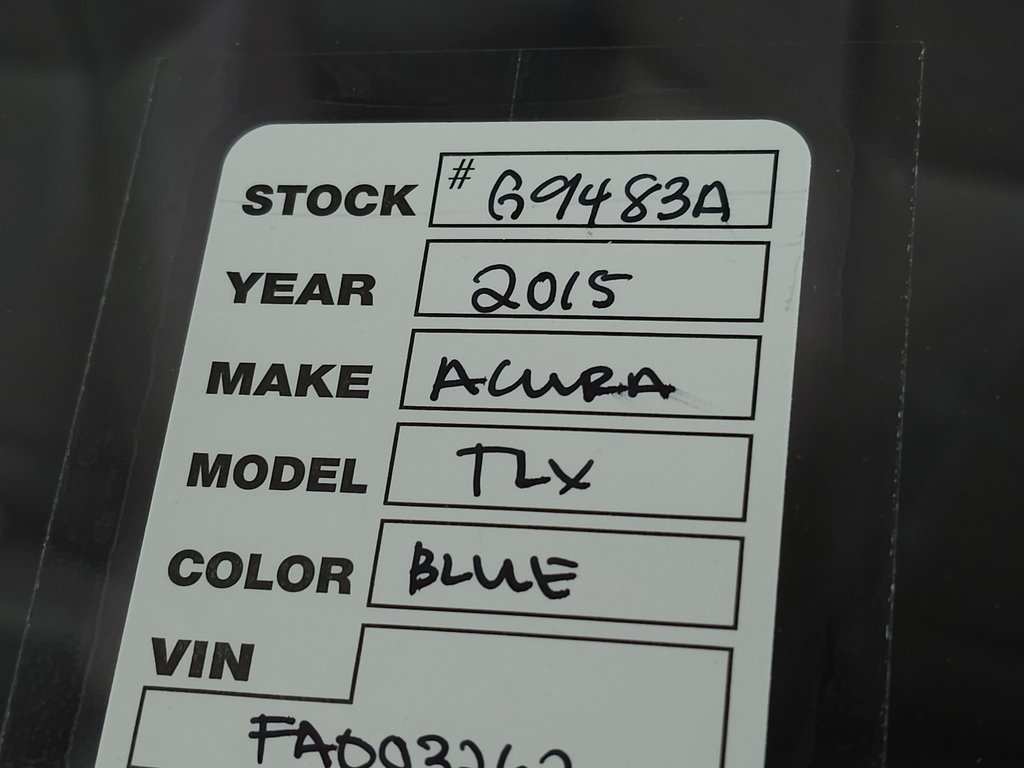 STOCK # G9483A
YEAR 2015
MAKE ACURA
MODEL TLX
COLOR BLUE
VIN